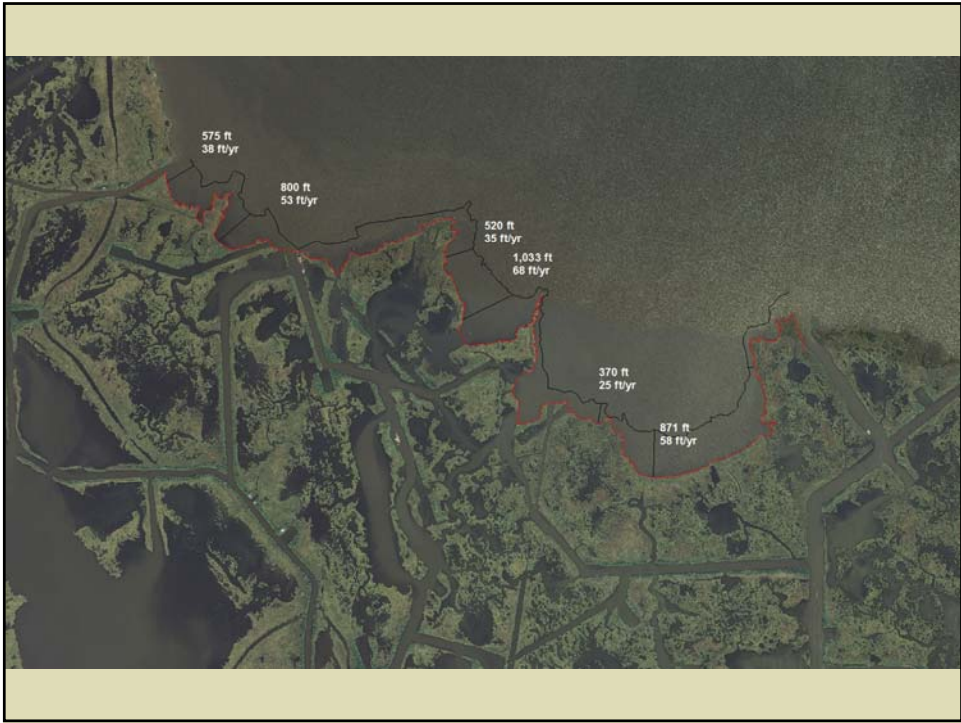 575 ft
38 ft/yr
800 ft
53 ft/yr
520 ft
35 ft/yr
1,033 ft
68 ft/yr
370 ft
25 ft/yr
871 ft
58 ft/yr